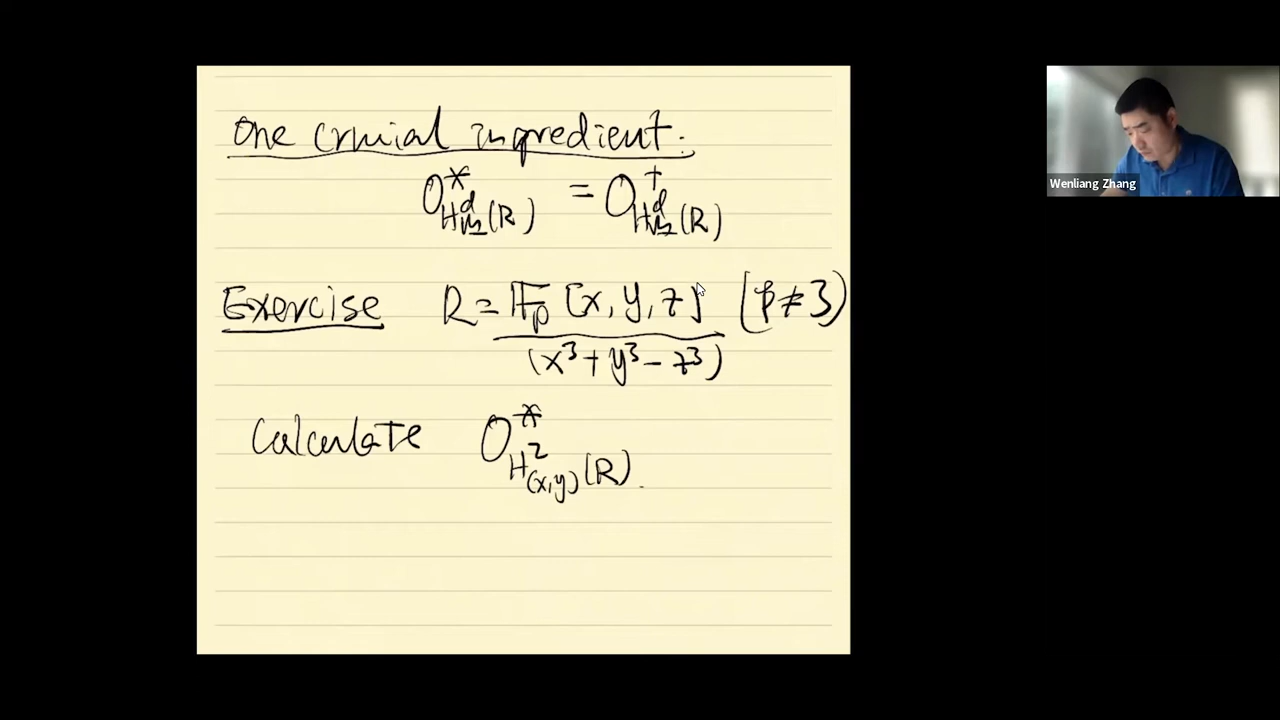 One crucial ingredient:
0^*_{H^d_m(R)} = 0^+_{H^d_m(R)}
Exercise R = F_p[x, y, z] / (x^3 + y^3 - z^3) (p ≠ 3)
Calculate 0^*_{H^2_{(x,y)}(R)}.
Wenliang Zhang